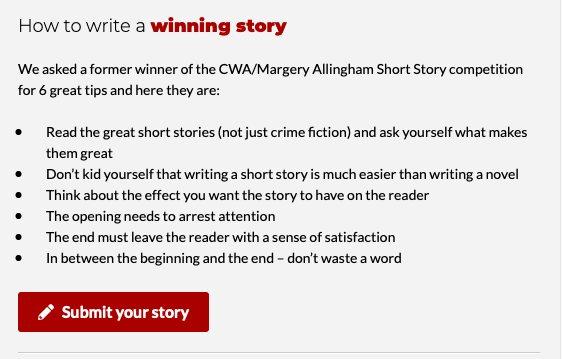 How to write a winning story
We asked a former winner of the CWA/Margery Allingham Short Story competition
for 6 great tips and here they are:
• Read the great short stories (not just crime fiction) and ask yourself what makes
them great
• Don’t kid yourself that writing a short story is much easier than writing a novel
• Think about the effect you want the story to have on the reader
• The opening needs to arrest attention
• The end must leave the reader with a sense of satisfaction
• In between the beginning and the end – don’t waste a word
Submit your story